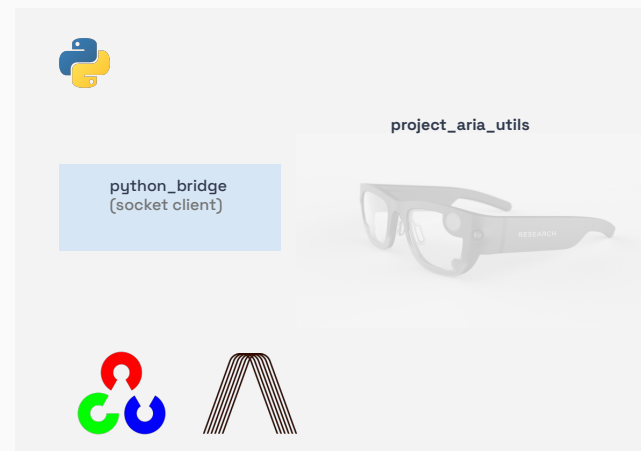 project_aria_utils
python_bridge
(socket client)
RESEARCH